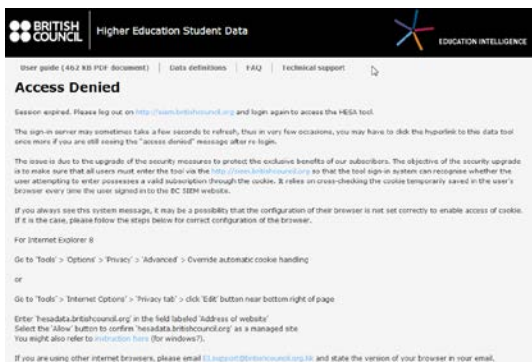 BRITISH
COUNCIL
Higher Education Student Data
EDUCATION INTELLIGENCE
User guide (462 KB PDF document) | Data definitions | FAQ | Technical support
Access Denied
Session expired. Please log out on http://siem.britishcouncil.org and login again to access the HESA tool.
The sign-in server may sometimes take a few seconds to refresh, thus in very few occasions, you may have to click the hyperlink to this data tool
once more if you are still seeing the "access denied" message after re-login.
The issue is due to the upgrade of the security measures to protect the exclusive benefits of our subscribers. The objective of the security upgrade
is to make sure that all users must enter the tool via the http://siem.britishcouncil.org so that the tool sign-in system can recognise whether the
user attempting to enter possesses a valid subscription through the cookie. It relies on cross-checking the cookie temporarily saved in the user's
browser every time the user signed in to the BC SIEM website.
If you always see this system message, it may be a possibility that the configuration of their browser is not set correctly to enable access of cookie.
If it is the case, please follow the steps below for correct configuration of the browser.
For Internet Explorer 8
Go to 'Tools' > 'Options' > 'Privacy' > 'Advanced' > Override automatic cookie handling
or
Go to 'Tools' > 'Internet Options' > 'Privacy tab' > click 'Edit' button near bottom right of page
Enter 'hesadata.britishcouncil.org' in the field labeled 'Address of website'
Select the 'Allow' button to confirm 'hesadata.britishcouncil.org' as a managed site
You might also refer to instruction here (for windows7).
If you are using other internet browsers, please email EI.support@britishcouncil.org.hk and state the version of your browser in your email.